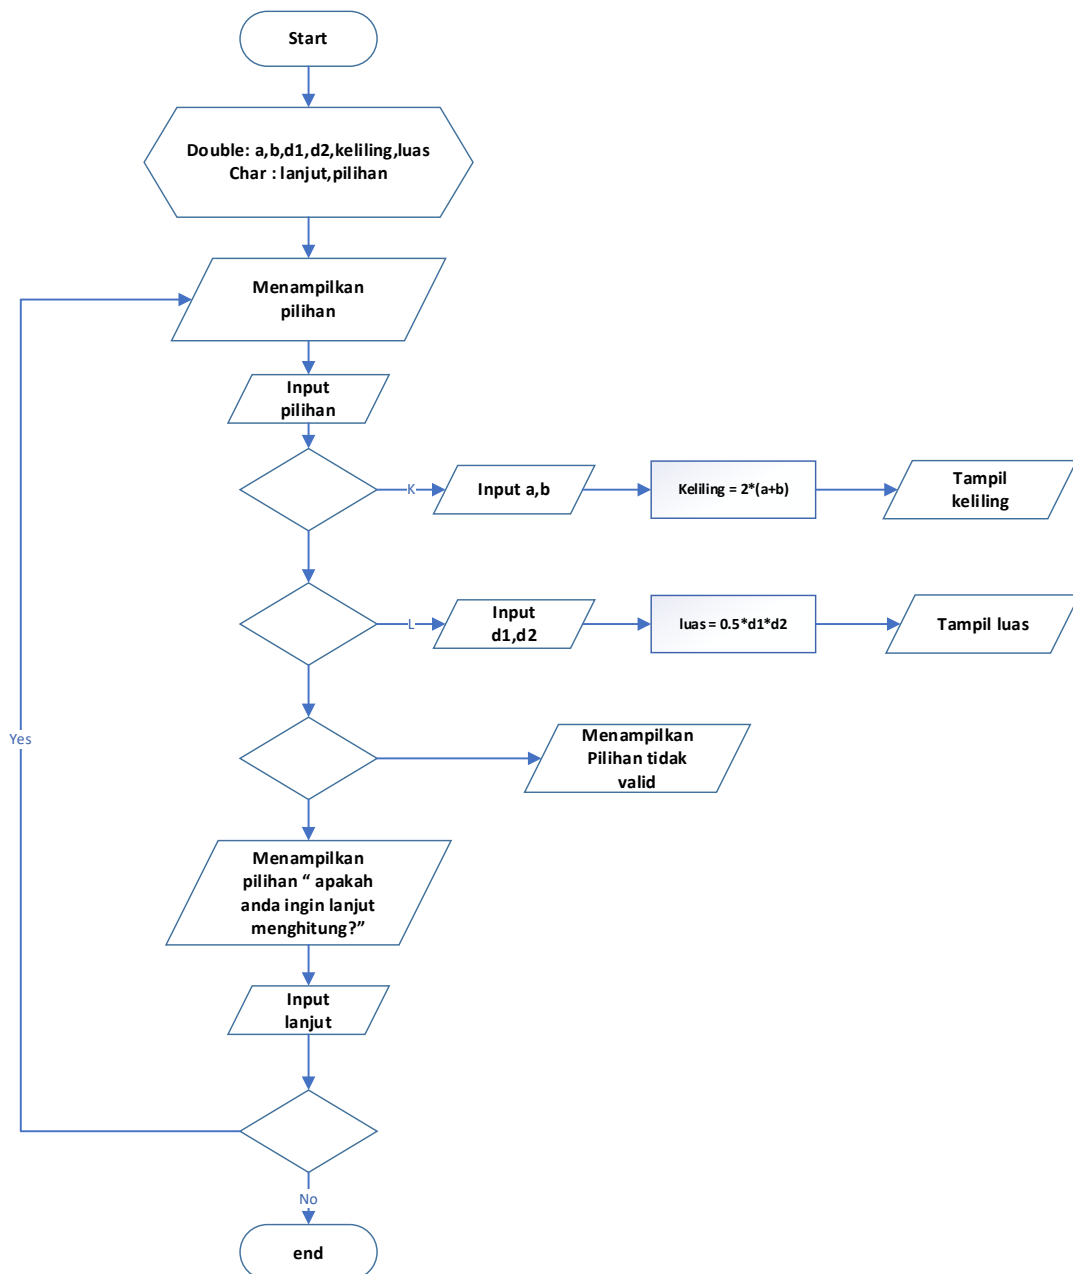 Start
Double: a,b,d1,d2,keliling,luas
Char : lanjut,pilihan
Menampilkan
pilihan
Input
pilihan
K
Input a,b
Keliling = 2*(a+b)
Tampil
keliling
L
Input
d1,d2
luas = 0.5*d1*d2
Tampil luas
Menampilkan
Pilihan tidak
valid
Yes
Menampilkan
pilihan “ apakah
anda ingin lanjut
menghitung?”
Input
lanjut
No
end